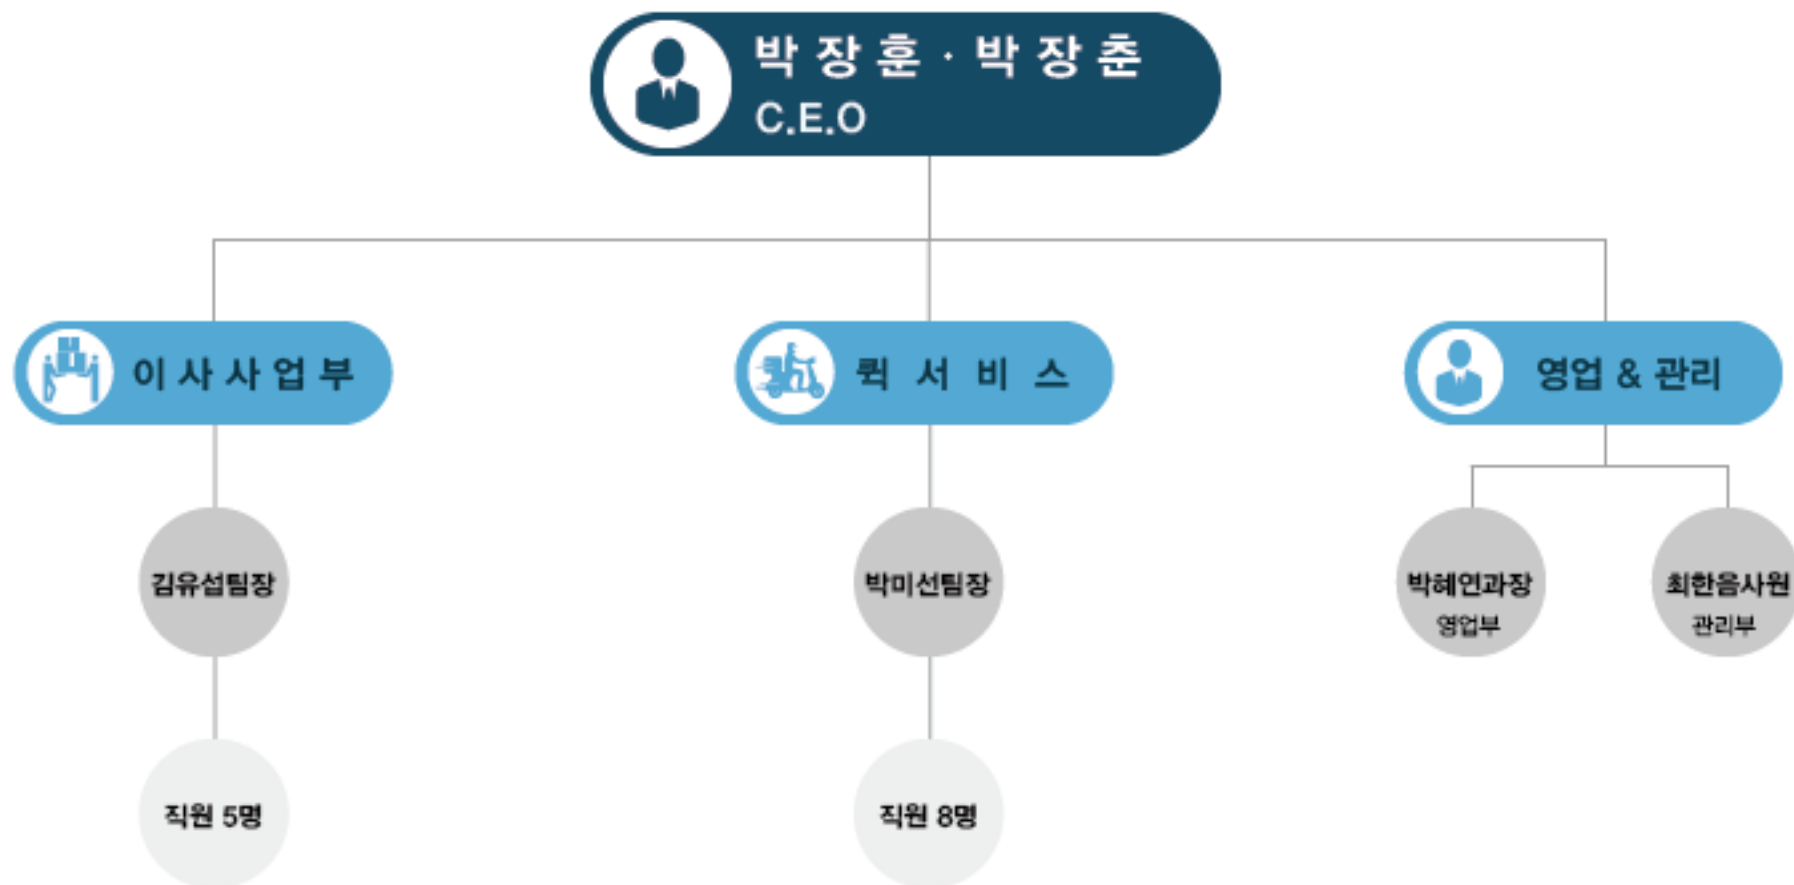 박 장 훈 · 박 장 춘
C.E.O
이 사 사 업 부
퀵 서 비 스
영업 & 관리
김유섭팀장
박미선팀장
박혜연과장
영업부
최한음사원
관리부
직원 5명
직원 8명